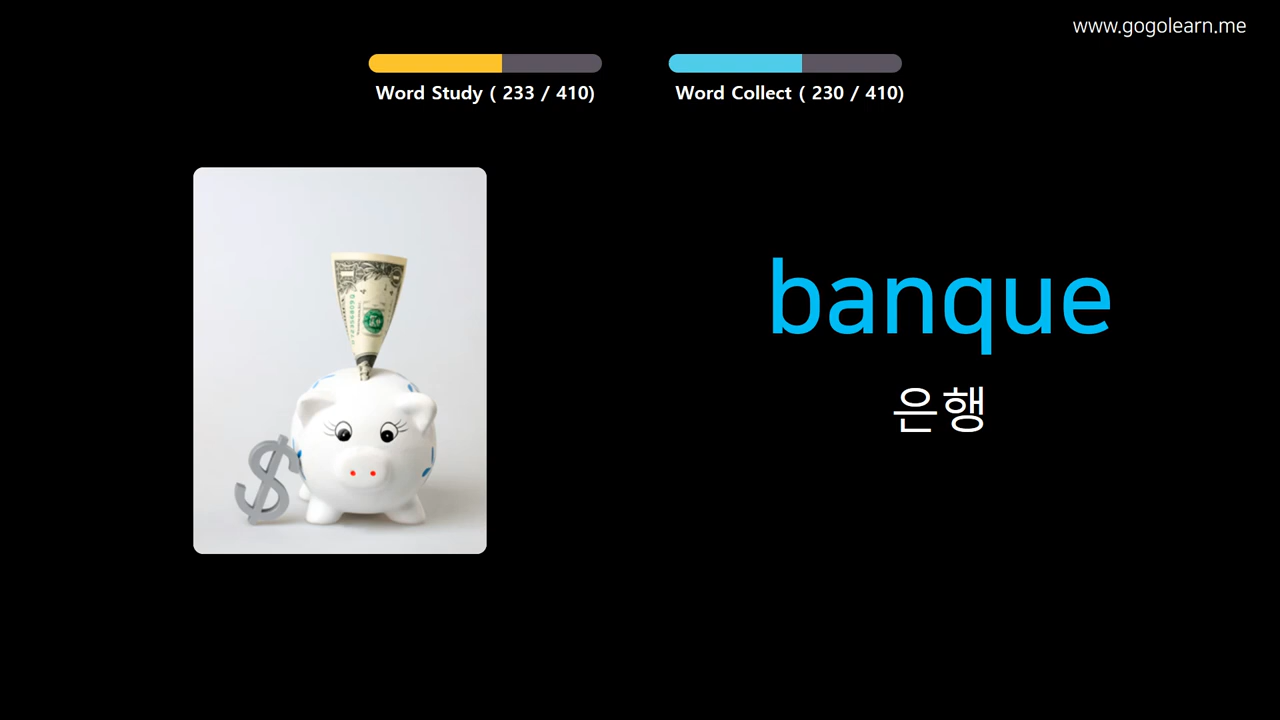 www.gogolearn.me
Word Study ( 233 / 410)
Word Collect ( 230 / 410)
banque
은행
$